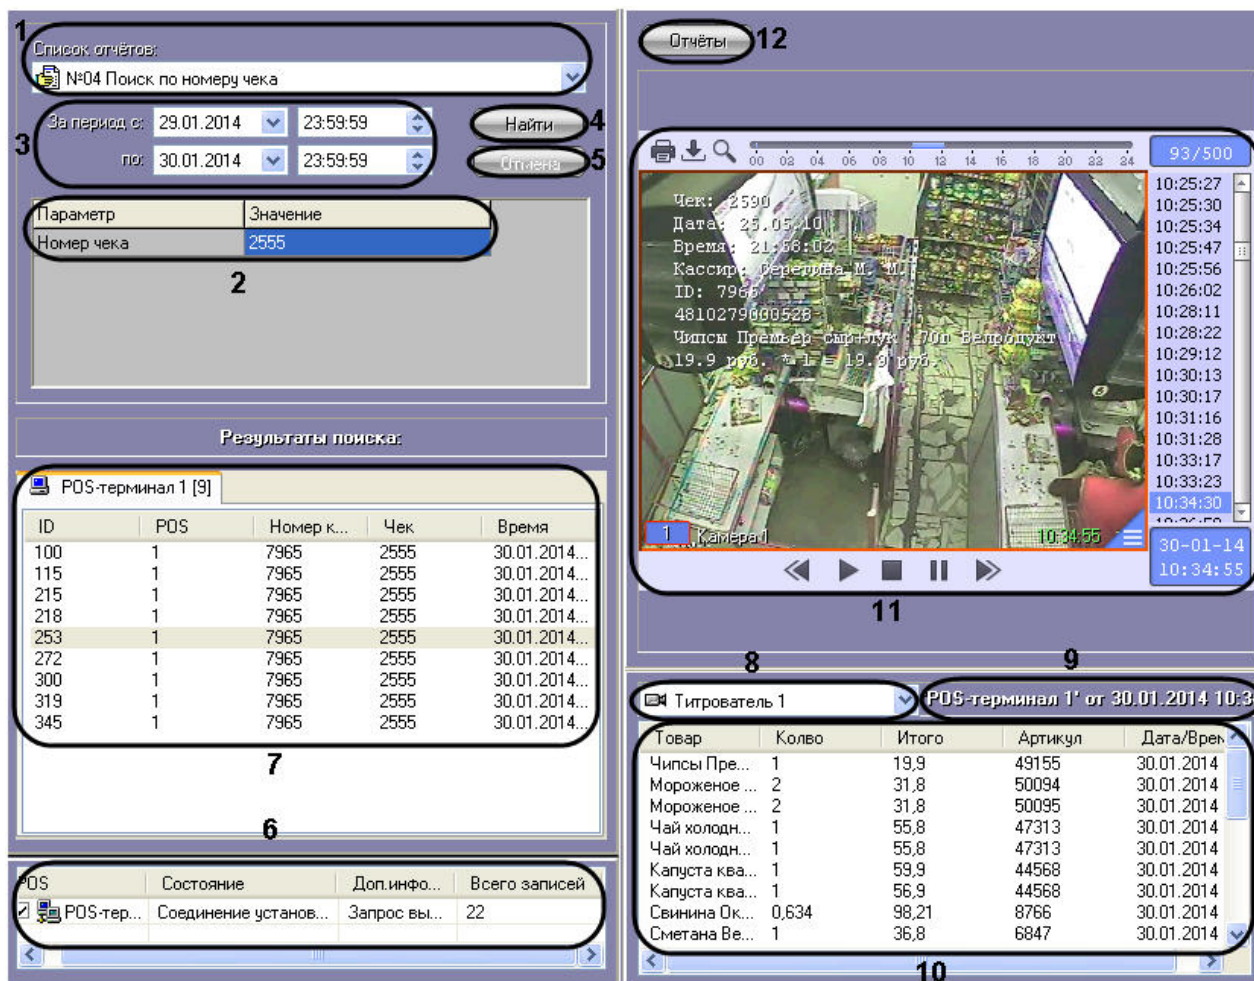 1
Список отчётов:
№04 Поиск по номеру чека
3
За период с: 29.01.2014 23:59:59
по: 30.01.2014 23:59:59
Найти 4
Отмена 5
Параметр Значение
Номер чека 2555
2
Результаты поиска:
POS-терминал 1 [9]
ID POS Номер к... Чек Время
100 1 7965 2555 30.01.2014...
115 1 7965 2555 30.01.2014...
215 1 7965 2555 30.01.2014...
218 1 7965 2555 30.01.2014...
253 1 7965 2555 30.01.2014...
272 1 7965 2555 30.01.2014...
300 1 7965 2555 30.01.2014...
319 1 7965 2555 30.01.2014...
345 1 7965 2555 30.01.2014...
7
6
POS Состояние Доп.инфо... Всего записей
POS-тер... Соединение установ... Запрос вы... 22
Отчёты 12
00 02 04 06 08 10 12 14 16 18 20 22 24
93/500
Чек: 2590
Дата: 25.05.10
Время: 21:58:02
Кассир: Серегина М. М.
ID: 7965
4810279000528
Чипсы Премьер сыр+лук 70г Белпродукт
19.9 руб. * 1 = 19.9 руб.
1 Камера 1 10:34:55
10:25:27
10:25:30
10:25:34
10:25:47
10:25:56
10:26:02
10:28:11
10:28:22
10:29:12
10:30:13
10:30:17
10:31:16
10:31:28
10:33:17
10:33:23
10:34:30
30-01-14
10:34:55
11
8
9
Титрователь 1
POS-терминал 1' от 30.01.2014 10:3
Товар Колво Итого Артикул Дата/Врем
Чипсы Пре... 1 19,9 49155 30.01.2014
Мороженое ... 2 31,8 50094 30.01.2014
Мороженое ... 2 31,8 50095 30.01.2014
Чай холодн... 1 55,8 47313 30.01.2014
Чай холодн... 1 55,8 47313 30.01.2014
Капуста ква... 1 59,9 44568 30.01.2014
Капуста ква... 1 56,9 44568 30.01.2014
Свинина Ок... 0,634 98,21 8766 30.01.2014
Сметана Ве... 1 36,8 6847 30.01.2014
10